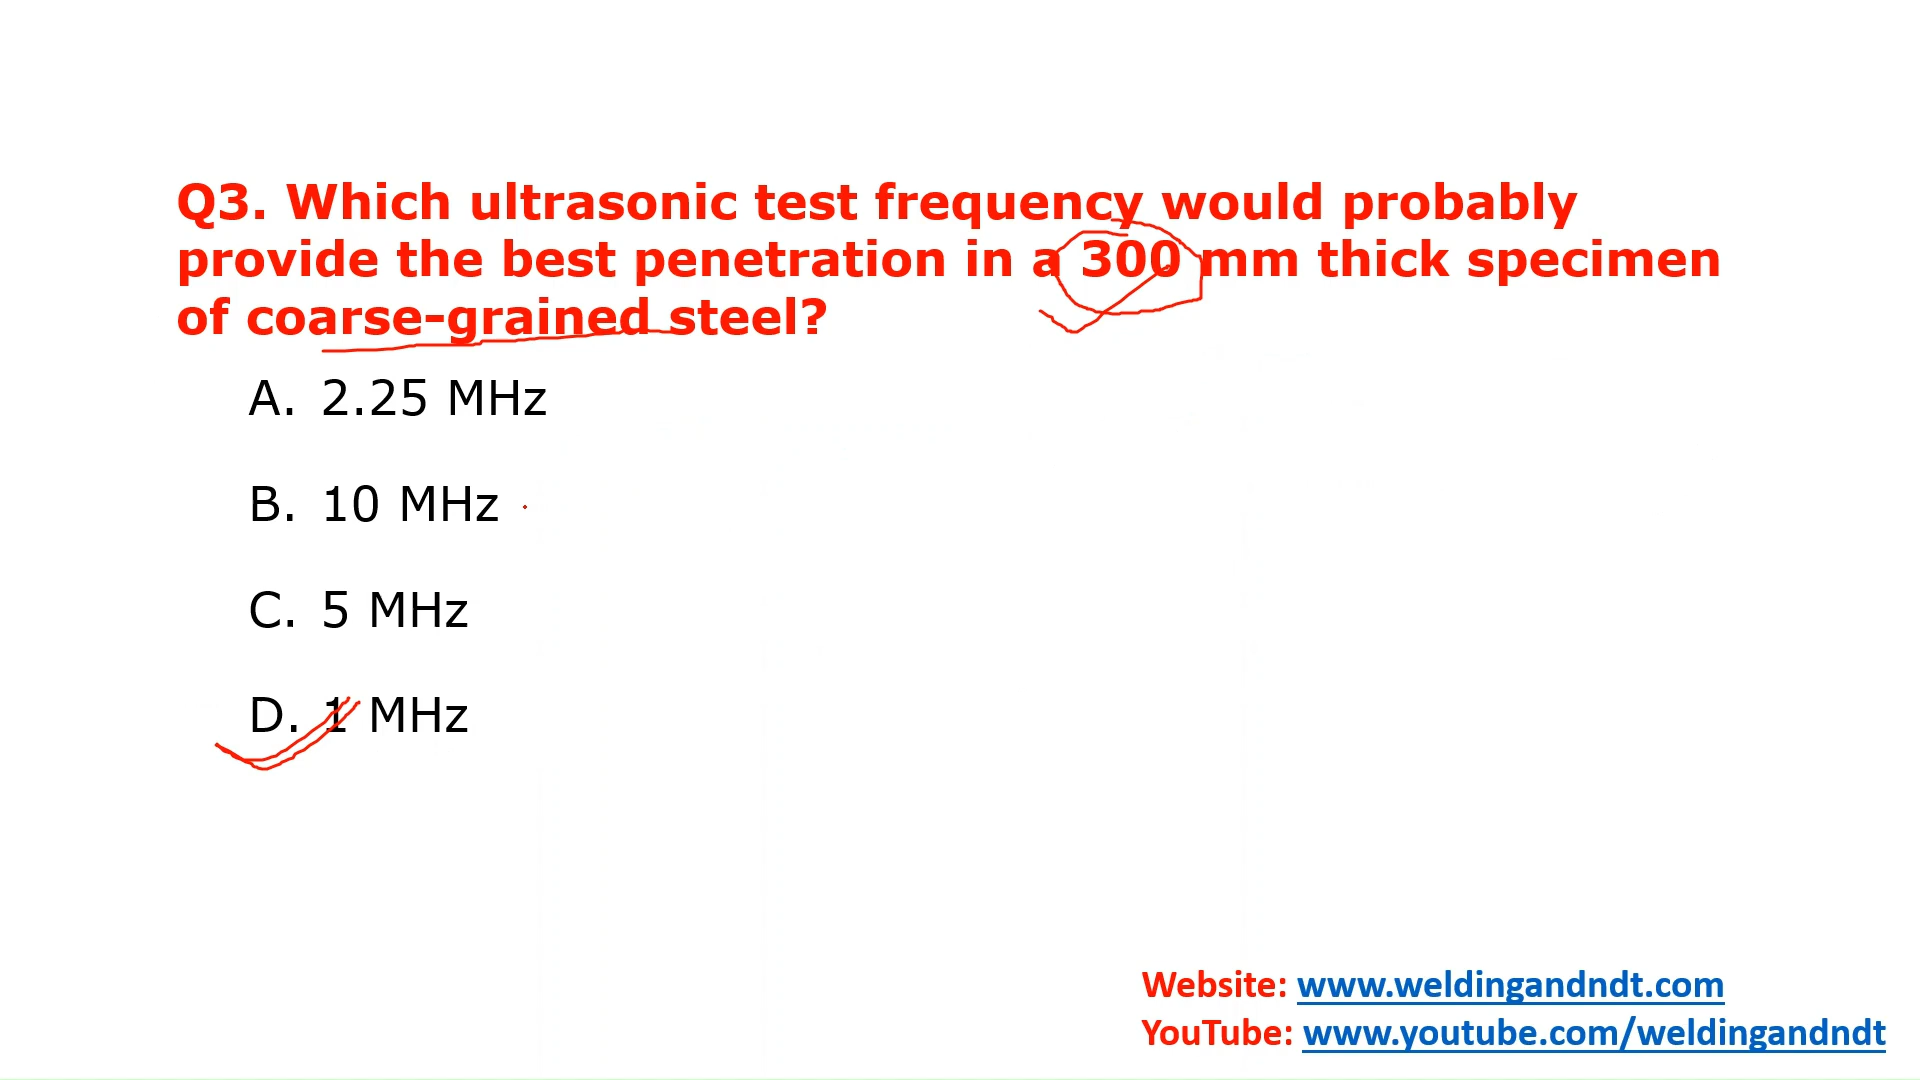 Q3. Which ultrasonic test frequency would probably
provide the best penetration in a 300 mm thick specimen
of coarse-grained steel?
A. 2.25 MHz
B. 10 MHz
C. 5 MHz
D. 1 MHz
Website: www.weldingandndt.com
YouTube: www.youtube.com/weldingandndt